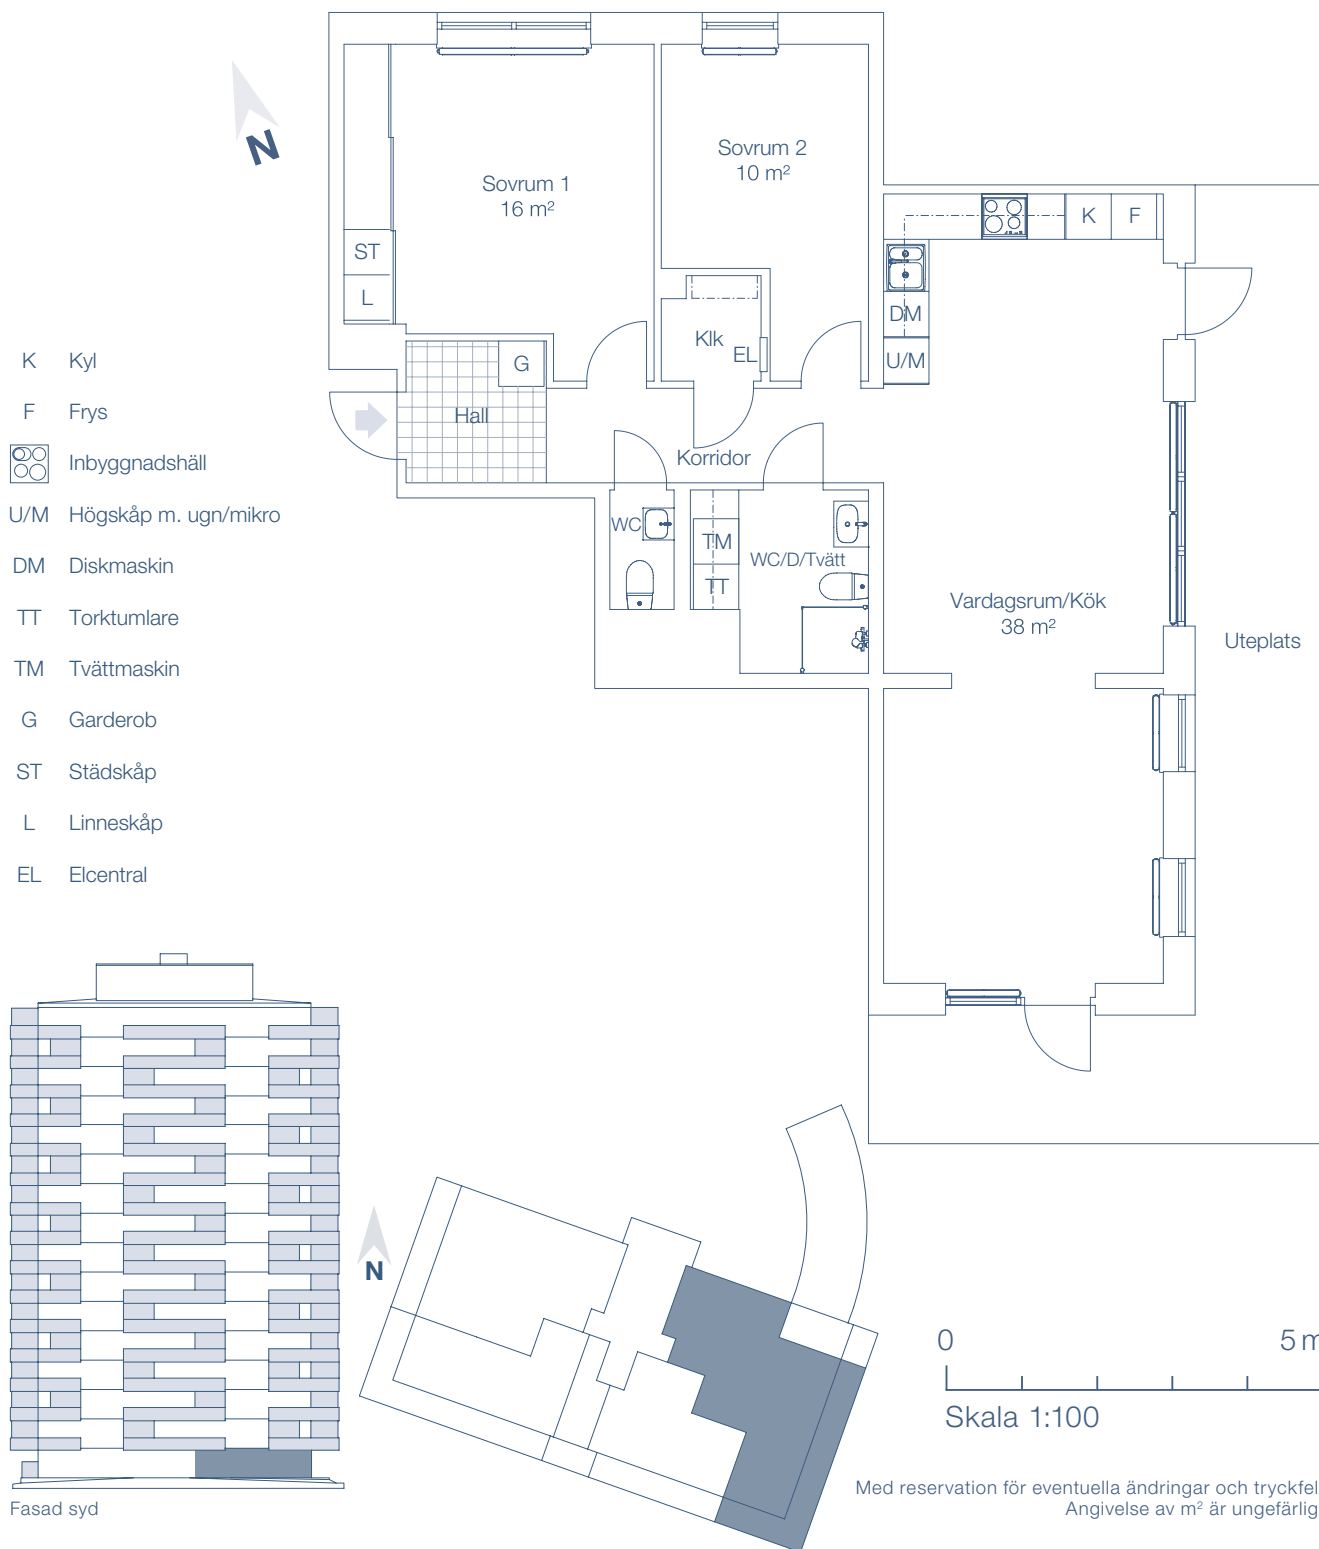 N
Sovrum 1
16 m²
Sovrum 2
10 m²
ST
L
K F
DM
U/M
Klk
EL
G
Hall
Korridor
WC
TM
TT
WC/D/Tvätt
Vardagsrum/Kök
38 m²
Uteplats
K Kyl
F Frys
Inbyggnadshäll
U/M Högskåp m. ugn/mikro
DM Diskmaskin
TT Torktumlare
TM Tvättmaskin
G Garderob
ST Städskåp
L Linneskåp
EL Elcentral
N
0 5 m
Skala 1:100
Fasad syd
Med reservation för eventuella ändringar och tryckfel
Angivelse av m² är ungefärlig